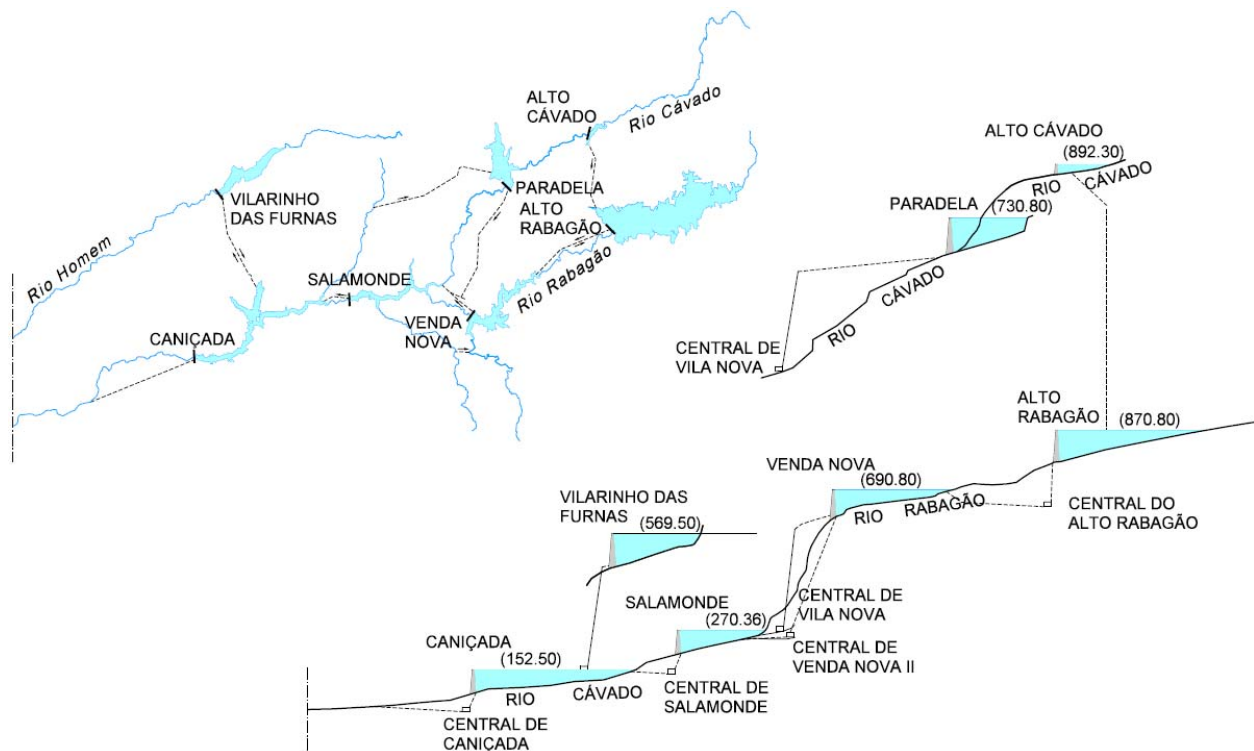 ALTO
CÁVADO
Rio Cávado
VILARINHO
DAS FURNAS
PARADELA
ALTO
RABAGÃO
Rio Homem
SALAMONDE
Rio Rabagão
VENDA
NOVA
CANIÇADA
ALTO CÁVADO
(892.30)
RIO
CÁVADO
PARADELA
(730.80)
CÁVADO
RIO
CENTRAL DE
VILA NOVA
ALTO
RABAGÃO
(870.80)
VENDA NOVA
(690.80)
RIO
RABAGÃO
CENTRAL DO
ALTO RABAGÃO
VILARINHO DAS
FURNAS
(569.50)
SALAMONDE
(270.36)
CENTRAL DE
VILA NOVA
CENTRAL DE
VENDA NOVA II
CANIÇADA
(152.50)
RIO
CÁVADO
CENTRAL DE
SALAMONDE
CENTRAL DE
CANIÇADA